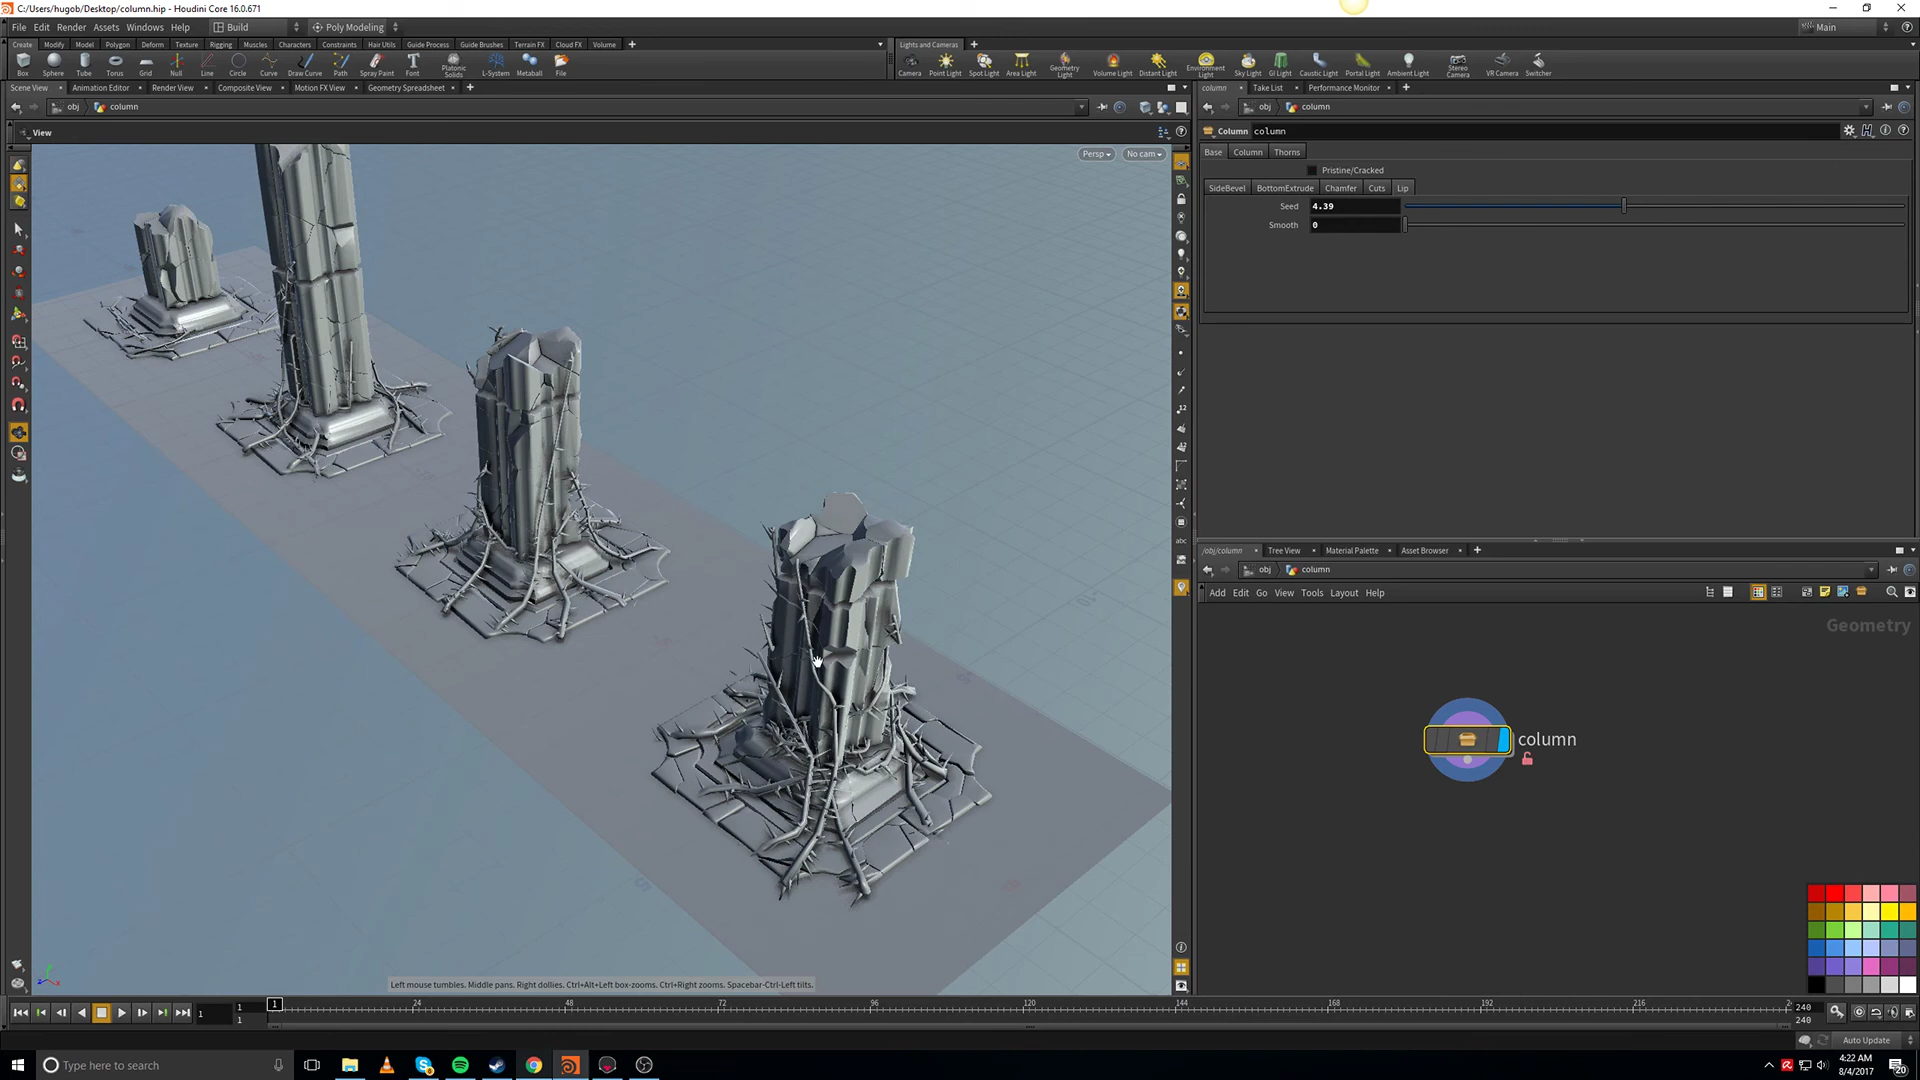 C:/Users/hugob/Desktop/column.hip - Houdini Core 16.0.671
File Edit Render Assets Windows Help Build Poly Modeling Main
Create Modify Model Polygon Deform Texture Rigging Muscles Characters Constraints Hair Utils Guide Process Guide Brushes Terrain FX Cloud FX Volume
Lights and Cameras
Box Sphere Tube Torus Grid Null Line Circle Curve Draw Curve Path Spray Paint Font Platonic Solids L-System Metaball File
Camera Point Light Spot Light Area Light Geometry Light Volume Light Distant Light Environment Light Sky Light GI Light Caustic Light Portal Light Ambient Light Stereo Camera VR Camera Switcher
Scene View Animation Editor Render View Composite View Motion FX View Geometry Spreadsheet
column Take List Performance Monitor
obj column
obj column
View
Persp No cam
Column column
Base Column Thorns
Pristine/Cracked
SideBevel BottomExtrude Chamfer Cuts Lip
Seed 4.39
Smooth 0
/obj/column Tree View Material Palette Asset Browser
obj column
Add Edit Go View Tools Layout Help
Geometry
column
Left mouse tumbles. Middle pans. Right dollies. Ctrl+Alt+Left box-zooms. Ctrl+Right zooms. Spacebar-Ctrl-Left tilts.
1 1 1 1 24 48 72 96 120 144 168 192 216 2 240
240
Auto Update
Type here to search
4:22 AM
8/4/2017
20